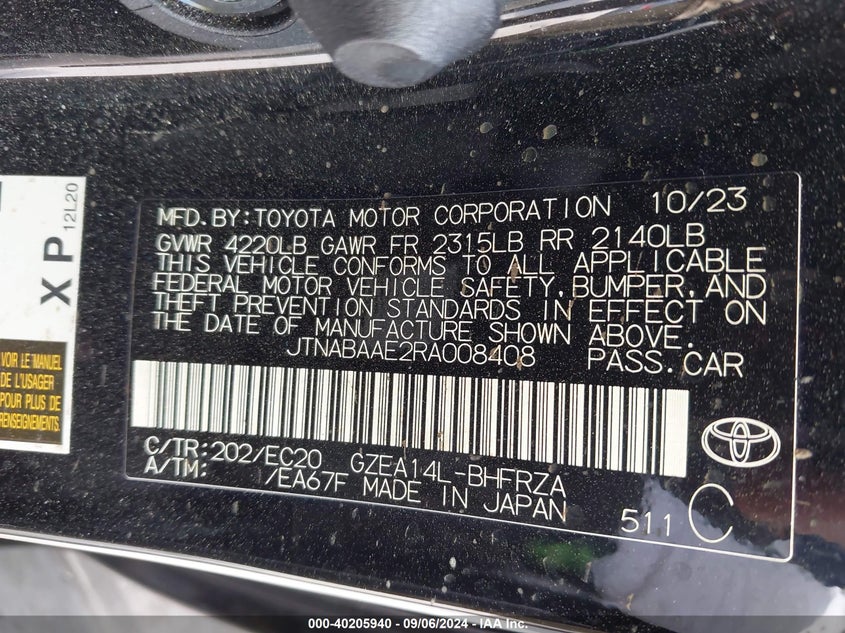 MFD.BY:TOYOTA MOTOR CORPORATION 10/23
GVWR 4220LB GAWR FR 2315LB RR 2140LB
THIS VEHICLE CONFORMS TO ALL APPLICABLE
FEDERAL MOTOR VEHICLE SAFETY,BUMPER,AND
THEFT PREVENTION STANDARDS IN EFFECT ON
THE DATE OF MANUFACTURE SHOWN ABOVE.
JTNABAAE2RA008408 PASS.CAR
C/TR:202/EC20 GZEA14L-BHFRZA
A/TM: /EA67F MADE IN JAPAN
511 C
XP
12L20
VOIR LE MANUEL
DE L'USAGER
POUR PLUS DE
RENSEIGNEMENTS.
000-40205940 - 09/06/2024 - IAA Inc.